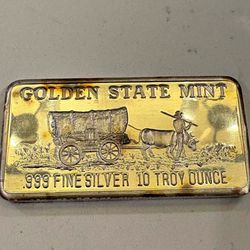 GOLDEN STATE MINT
.999 FINE SILVER 10 TROY OUNCE